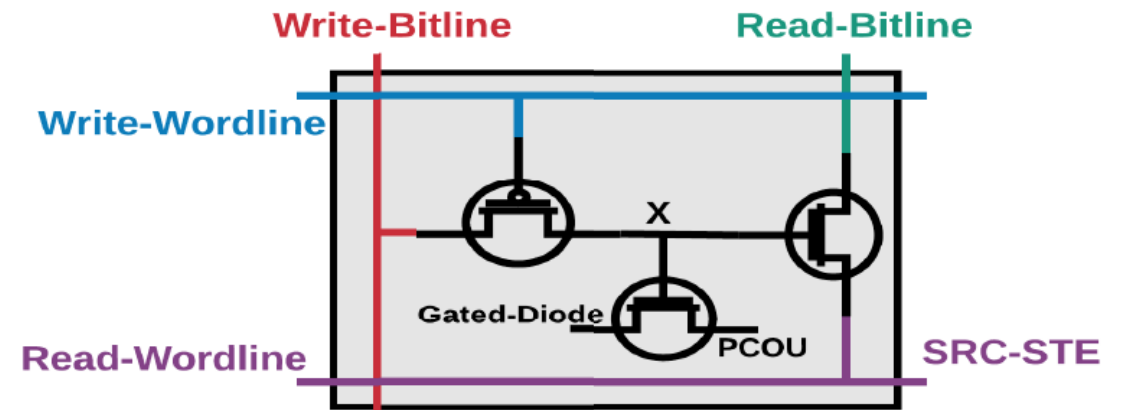 Write-Bitline
Read-Bitline
Write-Wordline
X
Gated-Diode
PCOU
Read-Wordline
SRC-STE